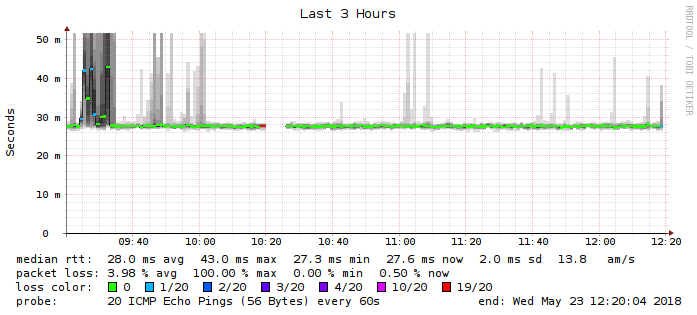 Last 3 Hours
RRDTOOL / TOBI OETIKER
Seconds
50 m
40 m
30 m
20 m
10 m
0
09:40 10:00 10:20 10:40 11:00 11:20 11:40 12:00 12:20
median rtt: 28.0 ms avg 43.0 ms max 27.3 ms min 27.6 ms now 2.0 ms sd 13.8 am/s
packet loss: 3.98 % avg 100.00 % max 0.00 % min 0.50 % now
loss color: 0 1/20 2/20 3/20 4/20 10/20 19/20
probe: 20 ICMP Echo Pings (56 Bytes) every 60s end: Wed May 23 12:20:04 2018